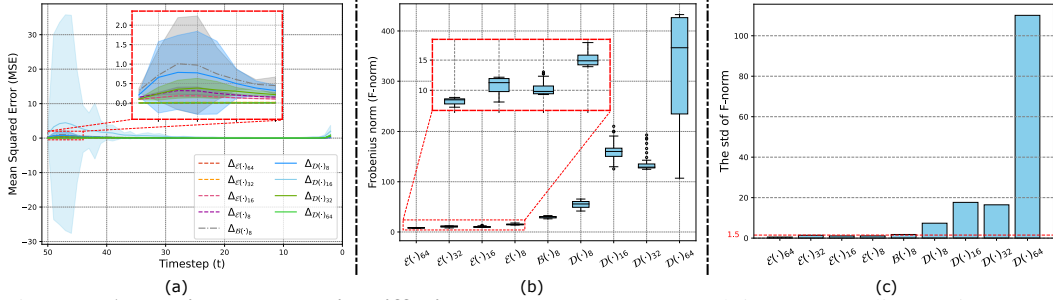 Mean Squared Error (MSE)
30
20
10
0
−10
−20
−30
50
40
30
20
10
0
Timestep (t)
2.0
1.5
1.0
0.5
0.0
Δ𝓔(·)₆₄
Δ𝓔(·)₃₂
Δ𝓔(·)₁₆
Δ𝓔(·)₈
Δ𝓑(·)₈
Δ𝓓(·)₈
Δ𝓓(·)₁₆
Δ𝓓(·)₃₂
Δ𝓓(·)₆₄
(a)
Frobenius norm (F-norm)
400
300
200
100
0
15
10
𝓔(·)₆₄
𝓔(·)₃₂
𝓔(·)₁₆
𝓔(·)₈
𝓑(·)₈
𝓓(·)₈
𝓓(·)₁₆
𝓓(·)₃₂
𝓓(·)₆₄
(b)
The std of F-norm
100
80
60
40
20
1.5
0
𝓔(·)₆₄
𝓔(·)₃₂
𝓔(·)₁₆
𝓔(·)₈
𝓑(·)₈
𝓓(·)₈
𝓓(·)₁₆
𝓓(·)₃₂
𝓓(·)₆₄
(c)